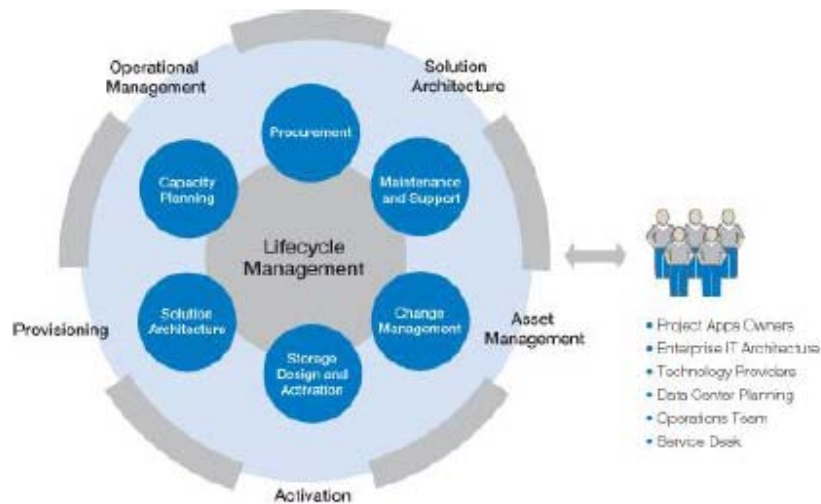 Operational
Management
Solution
Architecture
Procurement
Capacity
Planning
Maintenance
and Support
Lifecycle
Management
Solution
Architecture
Change
Management
Storage
Design and
Activation
Provisioning
Asset
Management
Activation
• Project Apps Owners
• Enterprise IT Architecture
• Technology Providers
• Data Center Planning
• Operations Team
• Service Desk